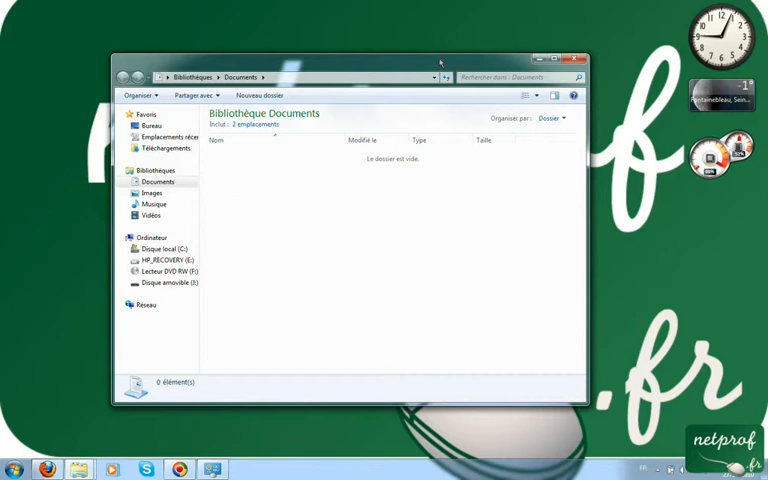 -1°
Fontainebleau, Sein...
Bibliothèques
Documents
Rechercher dans : Documents
Organiser
Partager avec
Nouveau dossier
Favoris
Bureau
Emplacements récen
Téléchargements
Bibliothèques
Documents
Images
Musique
Vidéos
Ordinateur
Disque local (C:)
HP_RECOVERY (E:)
Lecteur DVD RW (F:)
Disque amovible (J:)
Réseau
Bibliothèque Documents
Inclut : 2 emplacements
Organiser par : Dossier
Nom
Modifié le
Type
Taille
Le dossier est vide.
0 élément(s)
.fr
netprof
.fr
FR